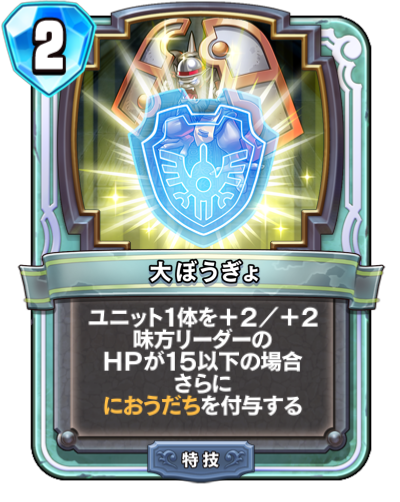 2
大ぼうぎょ
ユニット1体を＋2／＋2
味方リーダーの
HPが15以下の場合
さらに
におうだちを付与する
特技